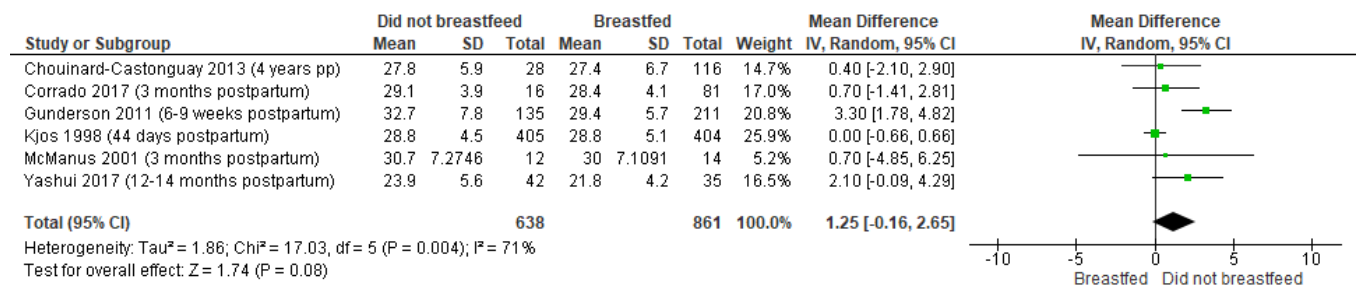 Did not breastfeed Breastfed Mean Difference Mean Difference
Study or Subgroup Mean SD Total Mean SD Total Weight IV, Random, 95% CI IV, Random, 95% CI
Chouinard-Castonguay 2013 (4 years pp) 27.8 5.9 28 27.4 6.7 116 14.7% 0.40 [-2.10, 2.90]
Corrado 2017 (3 months postpartum) 29.1 3.9 16 28.4 4.1 81 17.0% 0.70 [-1.41, 2.81]
Gunderson 2011 (6-9 weeks postpartum) 32.7 7.8 135 29.4 5.7 211 20.8% 3.30 [1.78, 4.82]
Kjos 1998 (44 days postpartum) 28.8 4.5 405 28.8 5.1 404 25.9% 0.00 [-0.66, 0.66]
McManus 2001 (3 months postpartum) 30.7 7.2746 12 30 7.1091 14 5.2% 0.70 [-4.85, 6.25]
Yashui 2017 (12-14 months postpartum) 23.9 5.6 42 21.8 4.2 35 16.5% 2.10 [-0.09, 4.29]
Total (95% CI) 638 861 100.0% 1.25 [-0.16, 2.65]
Heterogeneity: Tau² = 1.86; Chi² = 17.03, df = 5 (P = 0.004); I² = 71%
Test for overall effect: Z = 1.74 (P = 0.08)
-10 -5 0 5 10
Breastfed Did not breastfeed